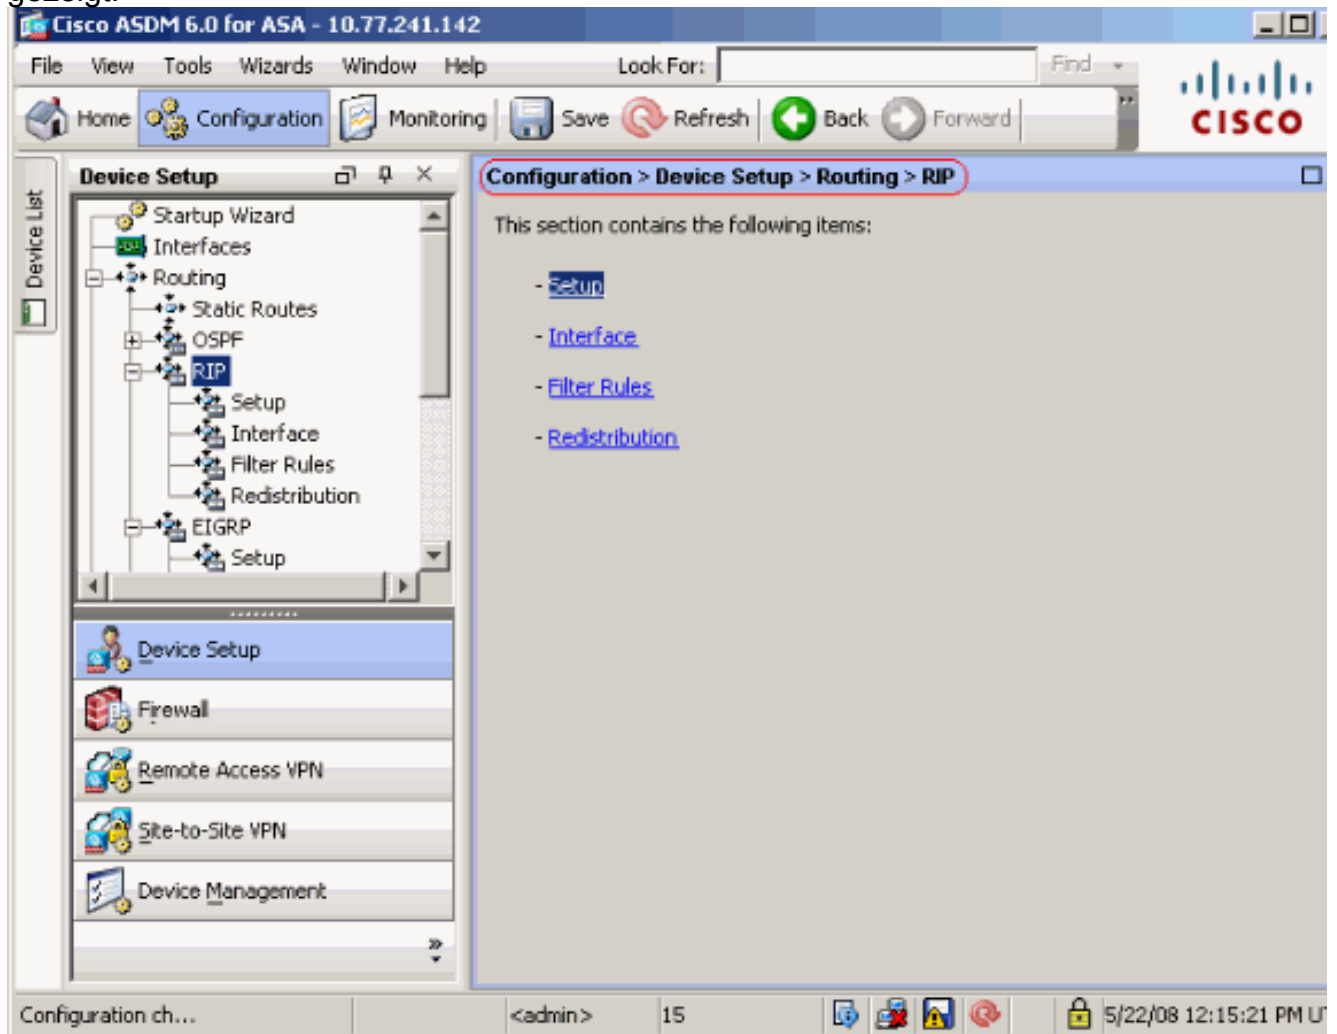 gezeigt.
Cisco ASDM 6.0 for ASA - 10.77.241.142
File View Tools Wizards Window Help Look For: Find
Home Configuration Monitoring Save Refresh Back Forward
CISCO
Device List
Device Setup
Startup Wizard
Interfaces
Routing
Static Routes
OSPF
RIP
Setup
Interface
Filter Rules
Redistribution
EIGRP
Setup
Device Setup
Firewall
Remote Access VPN
Site-to-Site VPN
Device Management
Configuration > Device Setup > Routing > RIP
This section contains the following items:
- Setup
- Interface
- Filter Rules
- Redistribution
Configuration ch... <admin> 15 5/22/08 12:15:21 PM